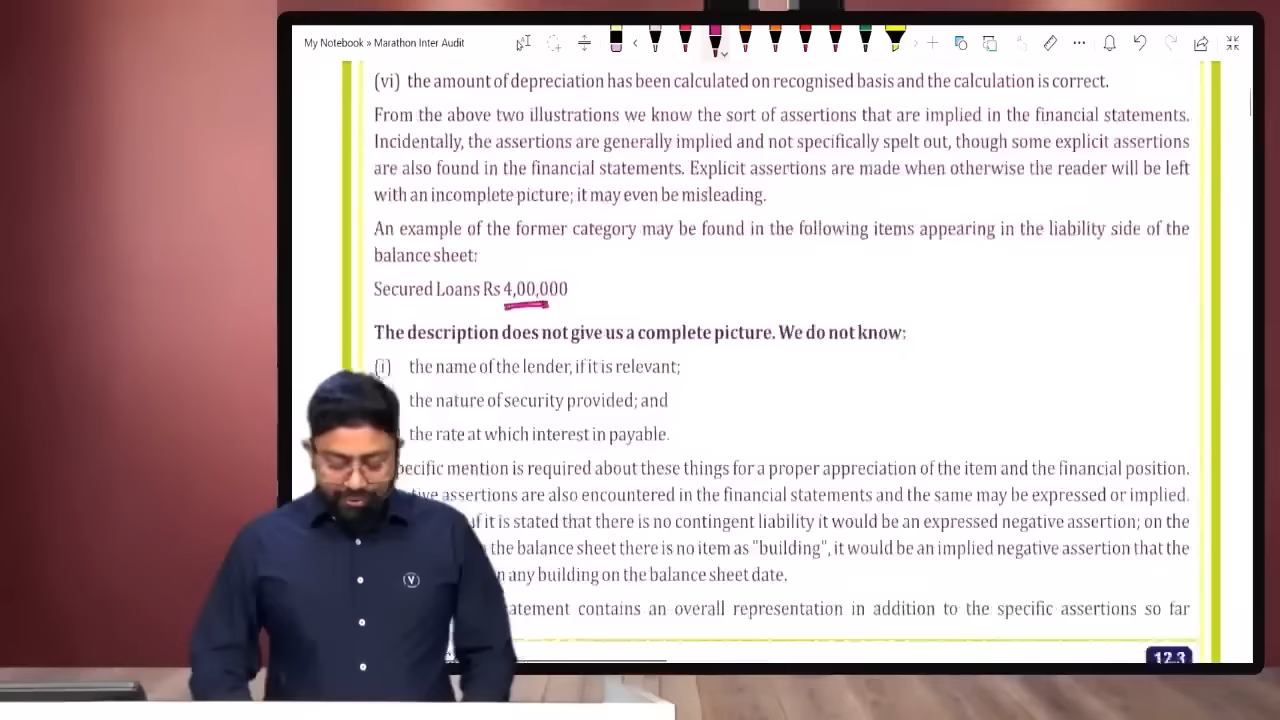 My Notebook » Marathon Inter Audit
(vi) the amount of depreciation has been calculated on recognised basis and the calculation is correct.
From the above two illustrations we know the sort of assertions that are implied in the financial statements.
Incidentally, the assertions are generally implied and not specifically spelt out, though some explicit assertions
are also found in the financial statements. Explicit assertions are made when otherwise the reader will be left
with an incomplete picture; it may even be misleading.
An example of the former category may be found in the following items appearing in the liability side of the
balance sheet:
Secured Loans Rs 4,00,000
The description does not give us a complete picture. We do not know:
(i) the name of the lender, if it is relevant;
the nature of security provided; and
the rate at which interest in payable.
pecific mention is required about these things for a proper appreciation of the item and the financial position.
tive assertions are also encountered in the financial statements and the same may be expressed or implied.
if it is stated that there is no contingent liability it would be an expressed negative assertion; on the
the balance sheet there is no item as "building", it would be an implied negative assertion that the
n any building on the balance sheet date.
atement contains an overall representation in addition to the specific assertions so far
12.3
V